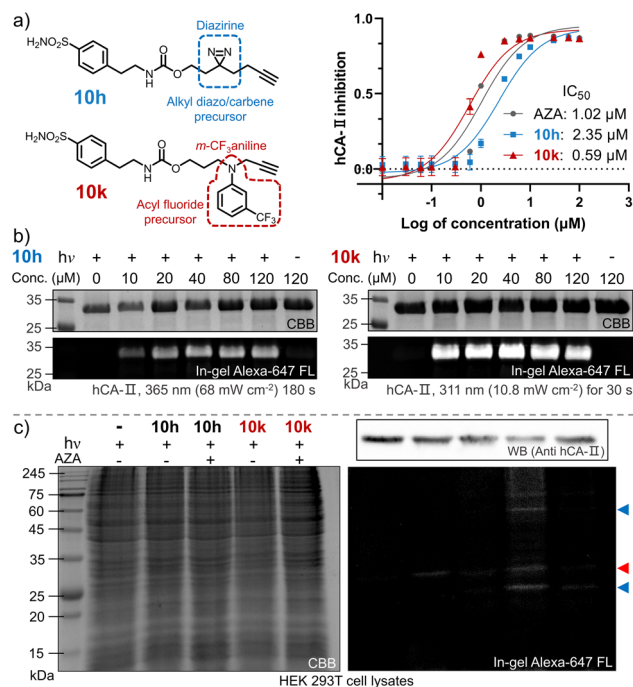 a)
Diazirine
H₂NO₂S
N=N
N
H
O
O
10h
Alkyl diazo/carbene
precursor
H₂NO₂S
m-CF₃aniline
N
H
O
O
N
10k
Acyl fluoride
precursor
CF₃
hCA-II inhibition
1.0
0.5
0.0
-2
-1
0
1
2
3
Log of concentration (μM)
IC₅₀
AZA: 1.02 μM
10h: 2.35 μM
10k: 0.59 μM
b)
10h hν + + + + + + -
Conc. (μM) 0 10 20 40 80 120 120
35
25
CBB
35
25
kDa
In-gel Alexa-647 FL
hCA-II, 365 nm (68 mW cm⁻²) 180 s
10k hν + + + + + + -
Conc. (μM) 0 10 20 40 80 120 120
35
25
CBB
35
25
kDa
In-gel Alexa-647 FL
hCA-II, 311 nm (10.8 mW cm⁻²) for 30 s
c)
- 10h 10h 10k 10k
hν + + + + +
AZA - - + - +
245
75
60
45
35
25
20
15
kDa
CBB
WB (Anti hCA-II)
In-gel Alexa-647 FL
HEK 293T cell lysates